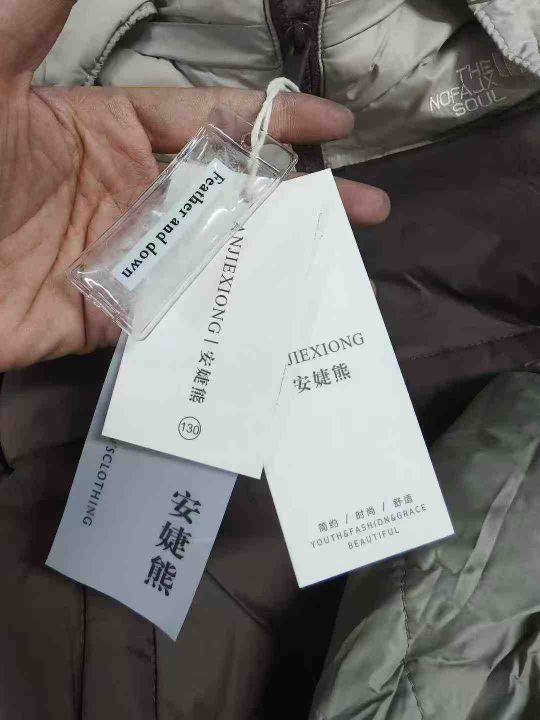 THE
NOFAUX
SOUL
Feather and down
ANJIEXIONG | 安婕熊
130
JIEXIONG
安婕熊
简约 / 时尚 / 舒适
YOUTH&FASHION&GRACE
BEAUTIFUL
SCLOTHING
安婕熊